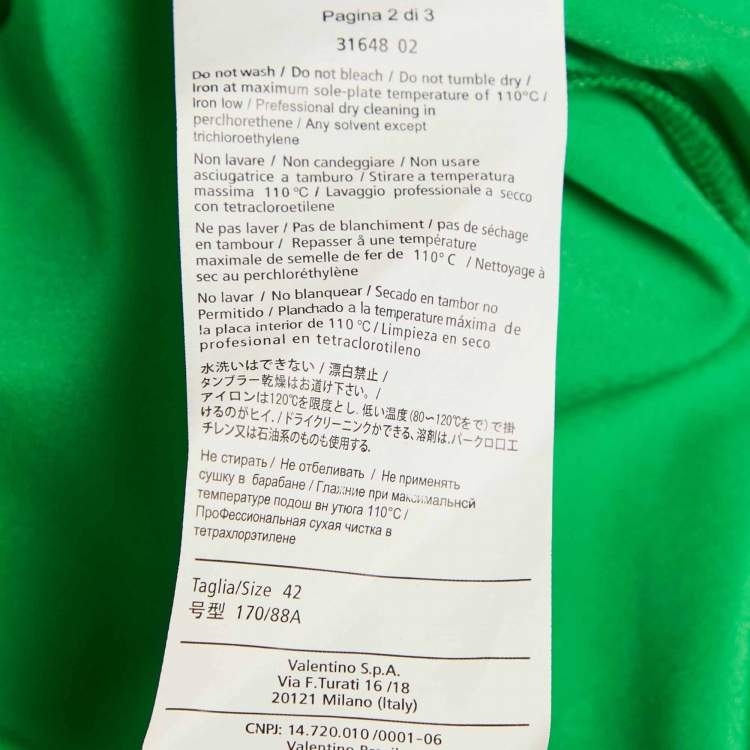 Pagina 2 di 3
31648 02
Do not wash / Do not bleach / Do not tumble dry /
Iron at maximum sole-plate temperature of 110°C /
Iron low / Prefessional dry cleaning in
perclhorethene / Any solvent except
trichloroethylene
Non lavare / Non candeggiare / Non usare
asciugatrice a tamburo / Stirare a temperatura
massima 110 °C / Lavaggio professionale a secco
con tetracloroetilene
Ne pas laver / Pas de blanchiment / pas de séchage
en tambour / Repasser å une température
maximale de semelle de fer de 110° C / Nettoyage à
sec au perchloréthylène
No lavar / No blanquear / Secado en tambor no
Permitido / Planchado a la temperature máxima de
la placa interior de 110 °C / Limpieza en seco
profesional en tetraclorotileno
水洗いはできない / 漂白禁止 /
タンブラー乾燥はお道け下さい。/
アイロンは120℃を限度とし. 低い温度(80〜120℃をで)で掛
けるのがヒイ. / ドライクリーニングができる、溶剤は、パークロ口エ
チレン又は石油系のものも使用する.
Не стирать / Не отбеливать / Не применять
сушку в барабане / Глажние при максимальнсй
температуре подош вн утюга 110°C /
Профессиональная сухая чистка в
тетрахлорэтилене
Taglia/Size 42
号型 170/88A
Valentino S.p.A.
Via F.Turati 16 /18
20121 Milano (Italy)
CNPJ: 14.720.010 /0001-06
Valentino Brasil